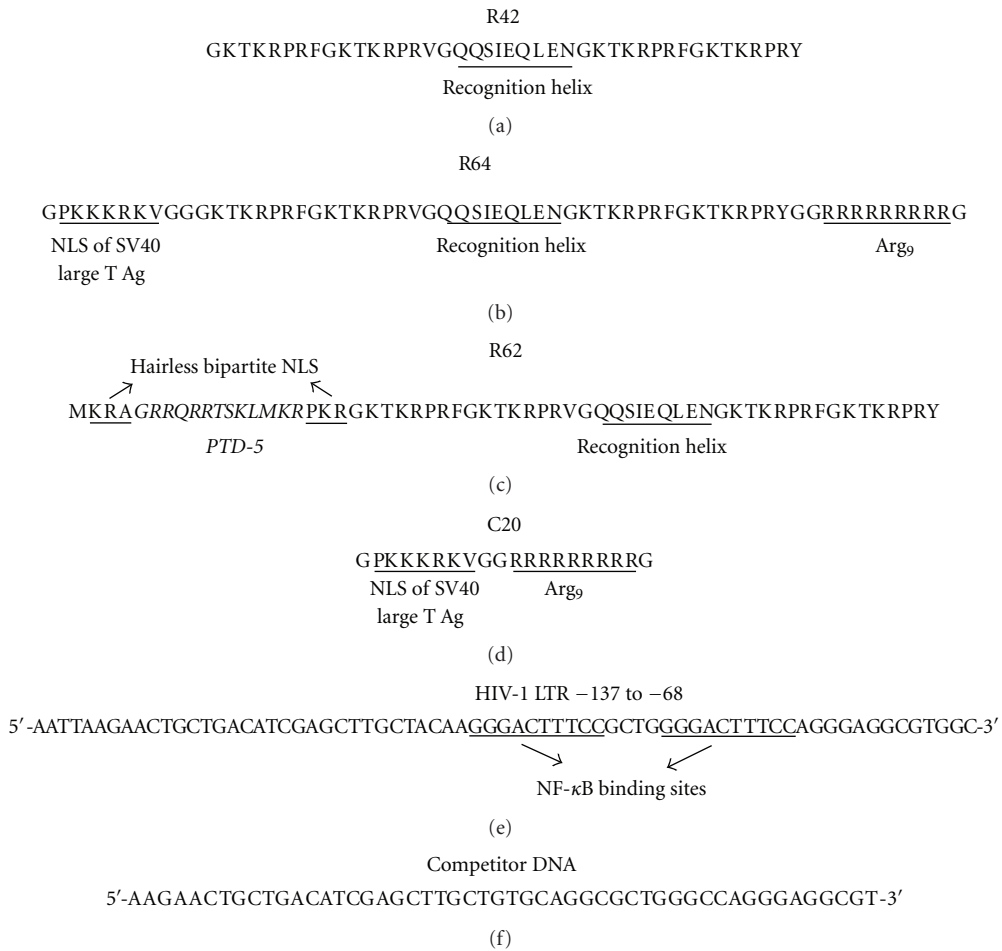 R42
GKTKRPRFGKTKRPRVGQQSIEQLENGKTKRPRFGKTKRPRY
Recognition helix
(a)
R64
GPKKKRKVGGGKTKRPRFGKTKRPRVGQQSIEQLENGKTKRPRFGKTKRPRYGGRRRRRRRRRG
NLS of SV40 Recognition helix Arg₉
large T Ag
(b)
R62
Hairless bipartite NLS
MKRAGRRQRRTSKLMKRPKRGKTKRPRFGKTKRPRVGQQSIEQLENGKTKRPRFGKTKRPRY
PTD-5 Recognition helix
(c)
C20
GPKKKRKVGGRRRRRRRRRG
NLS of SV40 Arg₉
large T Ag
(d)
HIV-1 LTR −137 to −68
5′-AATTAAGAACTGCTGACATCGAGCTTGCTACAAGGGACTTTCCGCTGGGGACTTTCCAGGGAGGCGTGGC-3′
NF-κB binding sites
(e)
Competitor DNA
5′-AAGAACTGCTGACATCGAGCTTGCTGTGCAGGCGCTGGGCCAGGGAGGCGT-3′
(f)